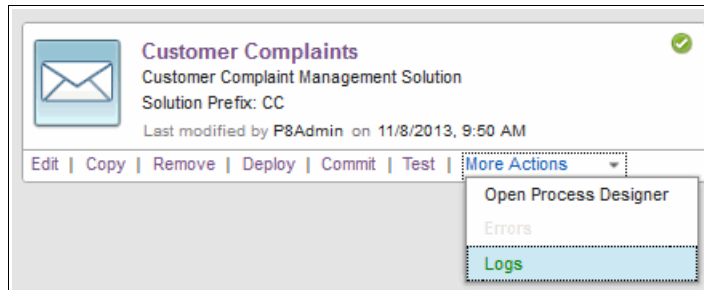 Customer Complaints
Customer Complaint Management Solution
Solution Prefix: CC
Last modified by P8Admin on 11/8/2013, 9:50 AM
Edit | Copy | Remove | Deploy | Commit | Test | More Actions
Open Process Designer
Errors
Logs